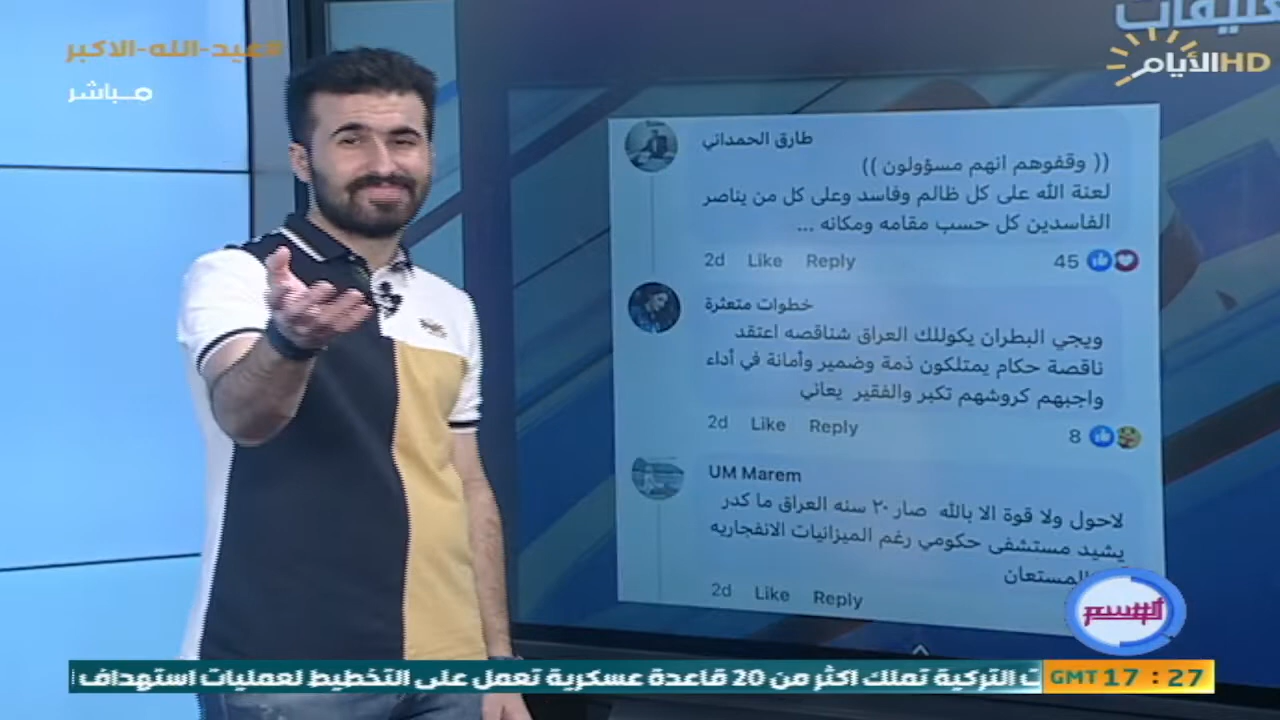 #عيد-الله-الاكبر
مباشر
الأيام HD
طارق الحمداني
(( وقفوهم انهم مسؤولون ))
لعنة الله على كل ظالم وفاسد وعلى كل من يناصر
الفاسدين كل حسب مقامه ومكانه ...
2d Like Reply 45
خطوات متعثرة
ويجي البطران يكوللك العراق شناقصه اعتقد
ناقصة حكام يمتلكون ذمة وضمير وأمانة في أداء
واجبهم كروشهم تكبر والفقير يعاني
2d Like Reply 8
UM Marem
لاحول ولا قوة الا بالله صار ٢٠ سنه العراق ما كدر
يشيد مستشفى حكومي رغم الميزانيات الانفجاريه
المستعان
2d Like Reply
ت التركية تملك اكثر من 20 قاعدة عسكرية تعمل على التخطيط لعمليات استهداف
GMT 17 : 27